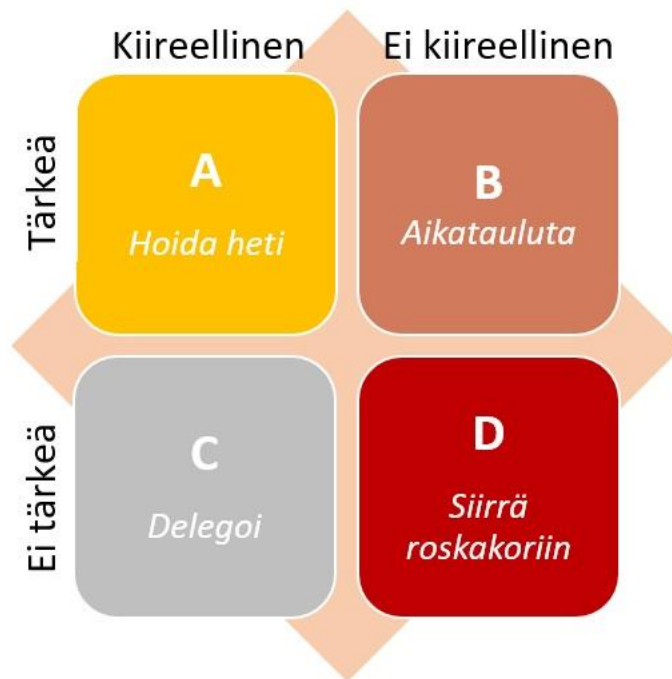 Kiireellinen
Ei kiireellinen
Tärkeä
A
Hoida heti
B
Aikatauluta
Ei tärkeä
C
Delegoi
D
Siirrä
roskakoriin